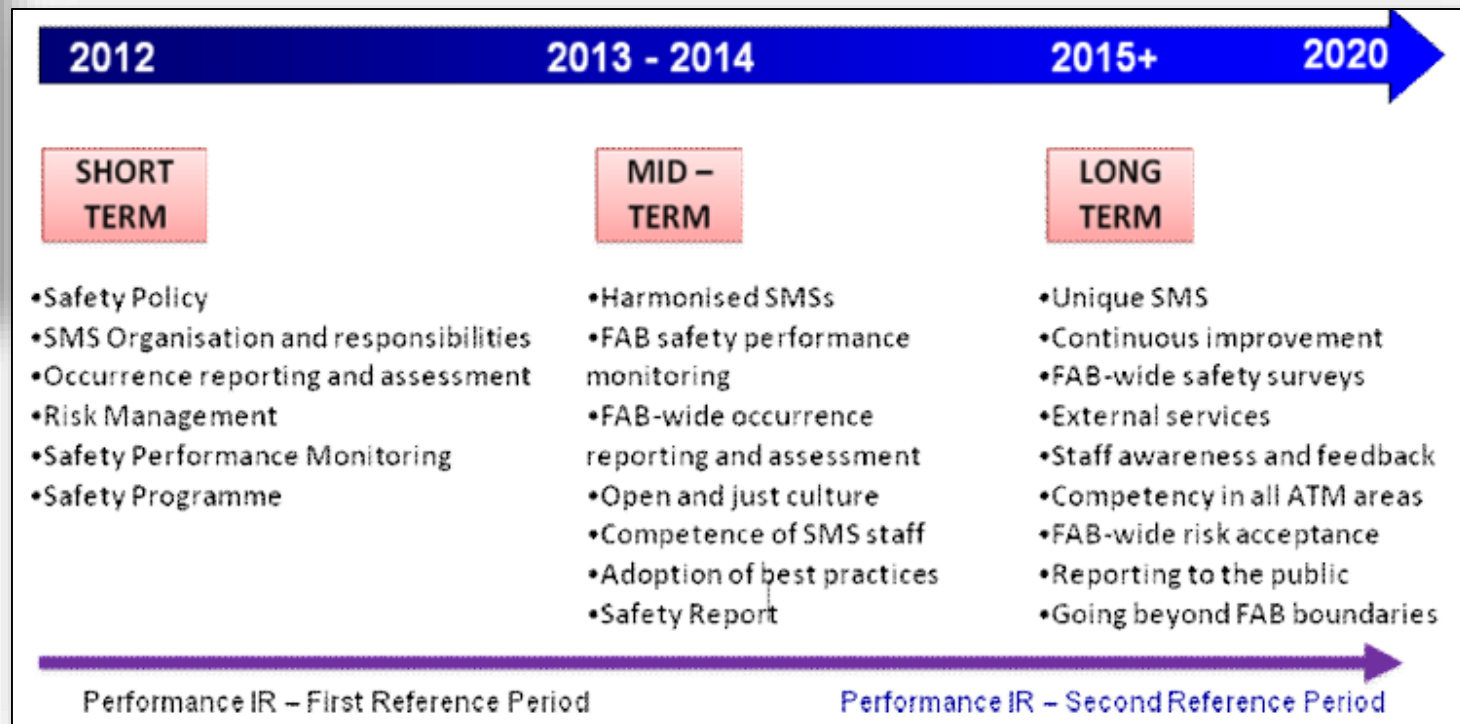 2012 2013 - 2014 2015+ 2020
SHORT
TERM
•Safety Policy
•SMS Organisation and responsibilities
•Occurrence reporting and assessment
•Risk Management
•Safety Performance Monitoring
•Safety Programme
MID –
TERM
•Harmonised SMSs
•FAB safety performance
monitoring
•FAB-wide occurrence
reporting and assessment
•Open and just culture
•Competence of SMS staff
•Adoption of best practices
•Safety Report
LONG
TERM
•Unique SMS
•Continuous improvement
•FAB-wide safety surveys
•External services
•Staff awareness and feedback
•Competency in all ATM areas
•FAB-wide risk acceptance
•Reporting to the public
•Going beyond FAB boundaries
Performance IR – First Reference Period
Performance IR – Second Reference Period